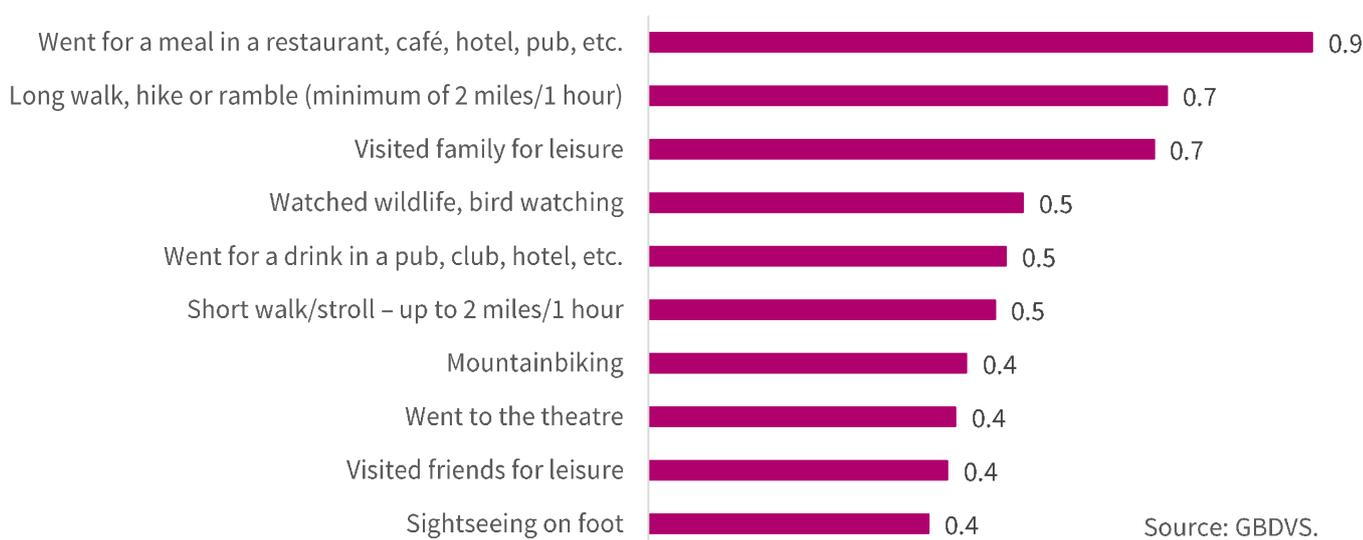 Went for a meal in a restaurant, café, hotel, pub, etc. 0.9
Long walk, hike or ramble (minimum of 2 miles/1 hour) 0.7
Visited family for leisure 0.7
Watched wildlife, bird watching 0.5
Went for a drink in a pub, club, hotel, etc. 0.5
Short walk/stroll – up to 2 miles/1 hour 0.5
Mountainbiking 0.4
Went to the theatre 0.4
Visited friends for leisure 0.4
Sightseeing on foot 0.4
Source: GBDVS.